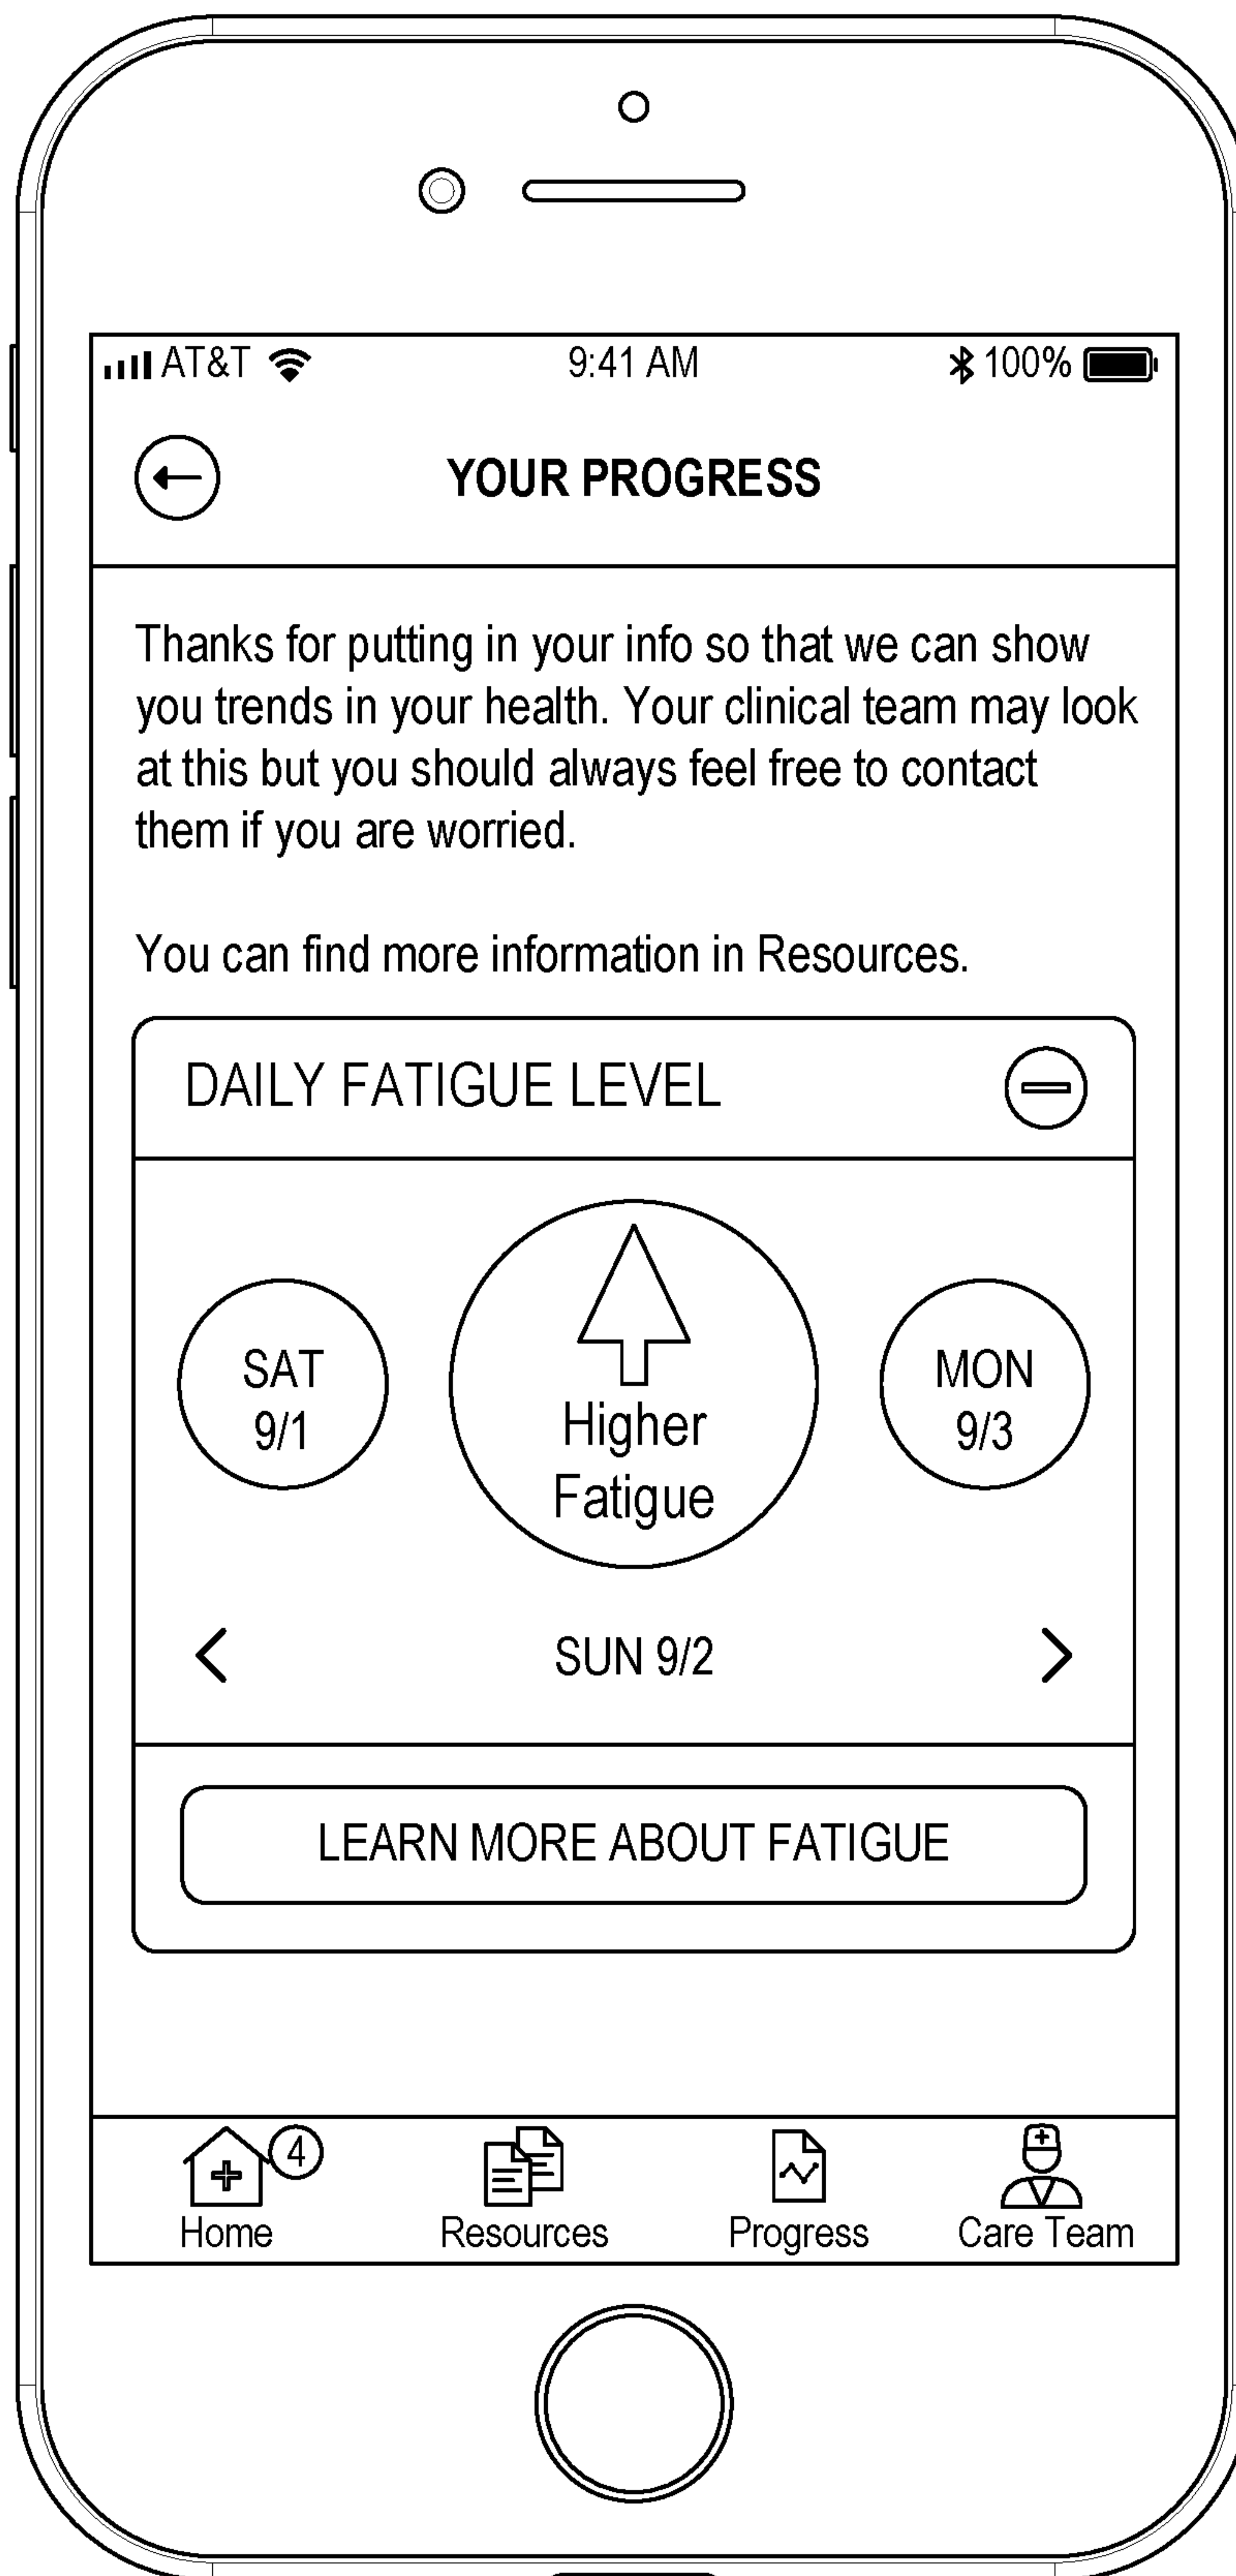 AT&T 9:41 AM 100%
YOUR PROGRESS
Thanks for putting in your info so that we can show
you trends in your health. Your clinical team may look
at this but you should always feel free to contact
them if you are worried.
You can find more information in Resources.
DAILY FATIGUE LEVEL
SAT
9/1
Higher
Fatigue
MON
9/3
SUN 9/2
LEARN MORE ABOUT FATIGUE
4
Home Resources Progress Care Team